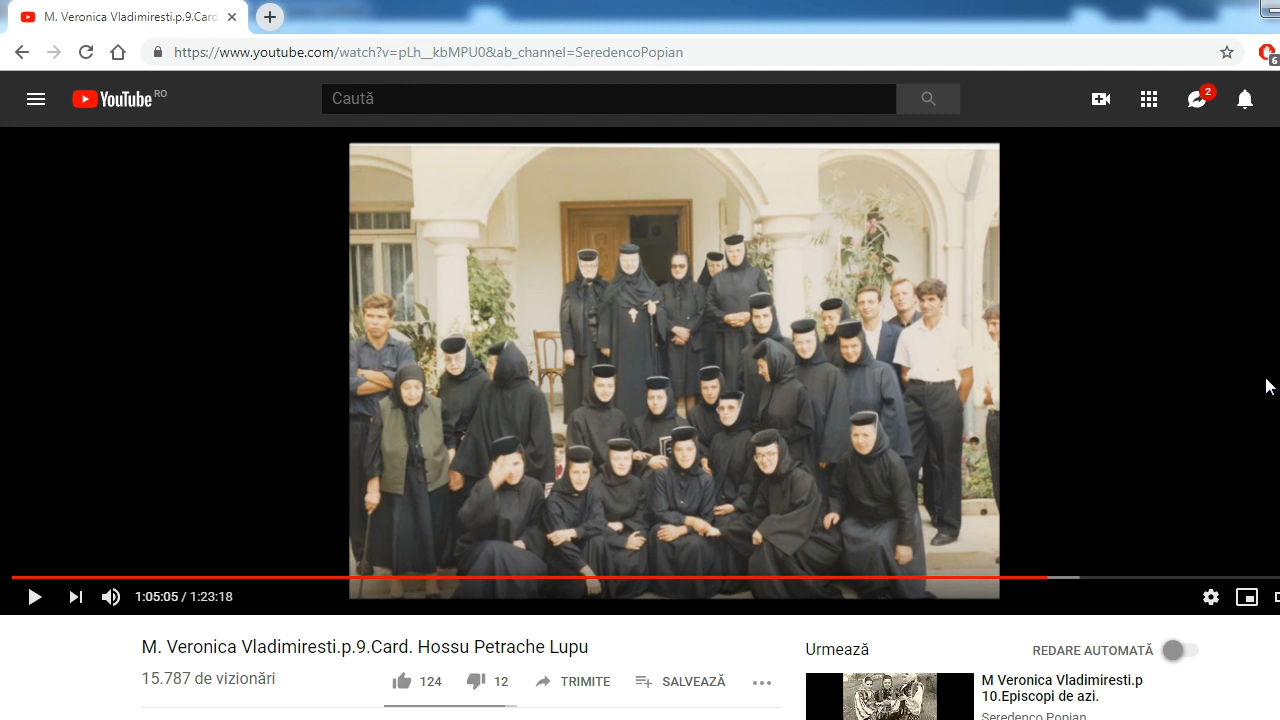 M. Veronica Vladimiresti.p.9.Card
https://www.youtube.com/watch?v=pLh__kbMPU0&ab_channel=SeredencoPopian
6
YouTube RO
Caută
2
1:05:05 / 1:23:18
M. Veronica Vladimiresti.p.9.Card. Hossu Petrache Lupu
15.787 de vizionări
124
12
TRIMITE
SALVEAZĂ
Urmează
REDARE AUTOMATĂ
M Veronica Vladimiresti.p
10.Episcopi de azi.
Seredenco Popian